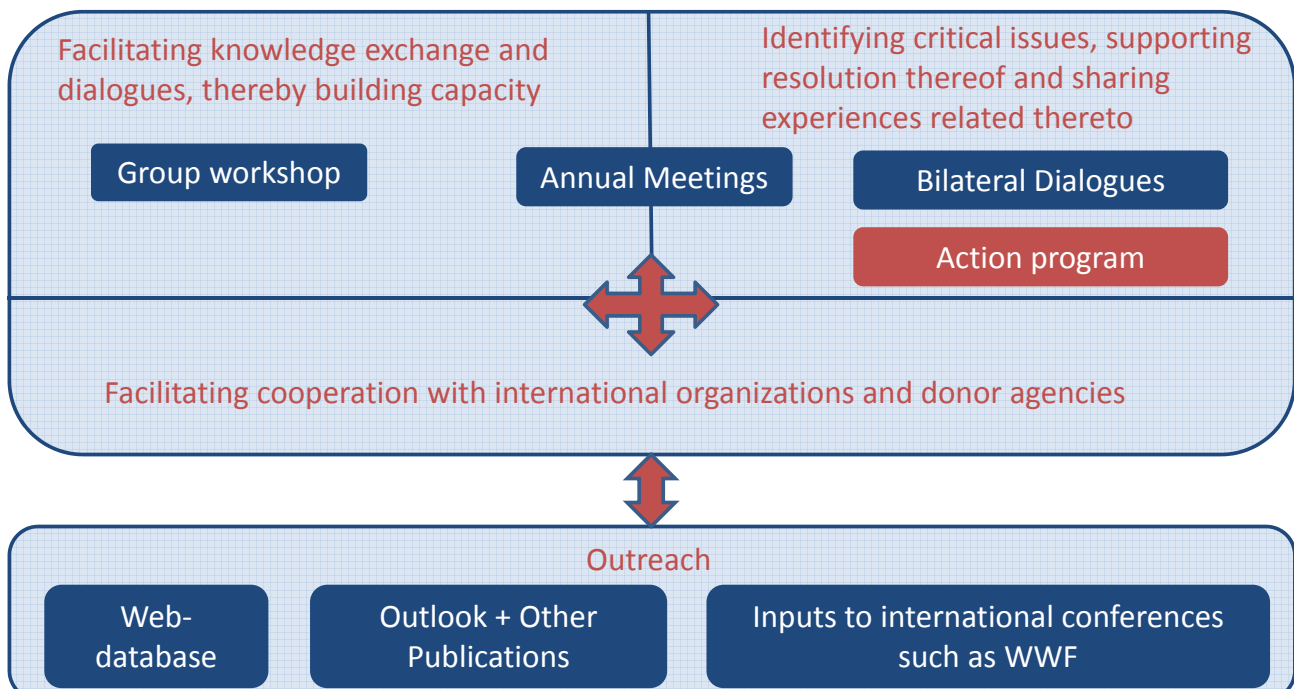 Facilitating knowledge exchange and
dialogues, thereby building capacity
Identifying critical issues, supporting
resolution thereof and sharing
experiences related thereto
Group workshop
Annual Meetings
Bilateral Dialogues
Action program
Facilitating cooperation with international organizations and donor agencies
Outreach
Web-
database
Outlook + Other
Publications
Inputs to international conferences
such as WWF